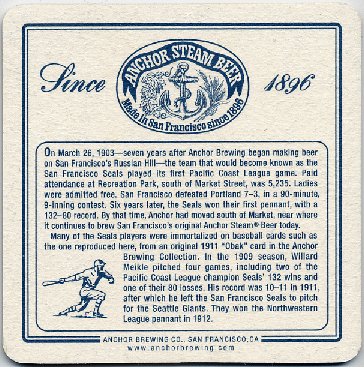 Since
ANCHOR STEAM BEER
Made in San Francisco since 1896
1896
On March 26, 1903—seven years after Anchor Brewing began making beer
on San Francisco's Russian Hill—the team that would become known as the
San Francisco Seals played its first Pacific Coast League game. Paid
attendance at Recreation Park, south of Market Street, was 5,235. Ladies
were admitted free. San Francisco defeated Portland 7–3, in a 90-minute,
9-inning contest. Six years later, the Seals won their first pennant, with a
132–80 record. By that time, Anchor had moved south of Market, near where
it continues to brew San Francisco's original Anchor Steam® Beer today.
Many of the Seals players were immortalized on baseball cards such as
the one reproduced here, from an original 1911 "Obak" card in the Anchor
Brewing Collection. In the 1909 season, Willard
Meikle pitched four games, including two of the
Pacific Coast League champion Seals' 132 wins and
one of their 80 losses. His record was 10–11 in 1911,
after which he left the San Francisco Seals to pitch
for the Seattle Giants. They won the Northwestern
League pennant in 1912.
ANCHOR BREWING CO., SAN FRANCISCO, CA
www.anchorbrewing.com